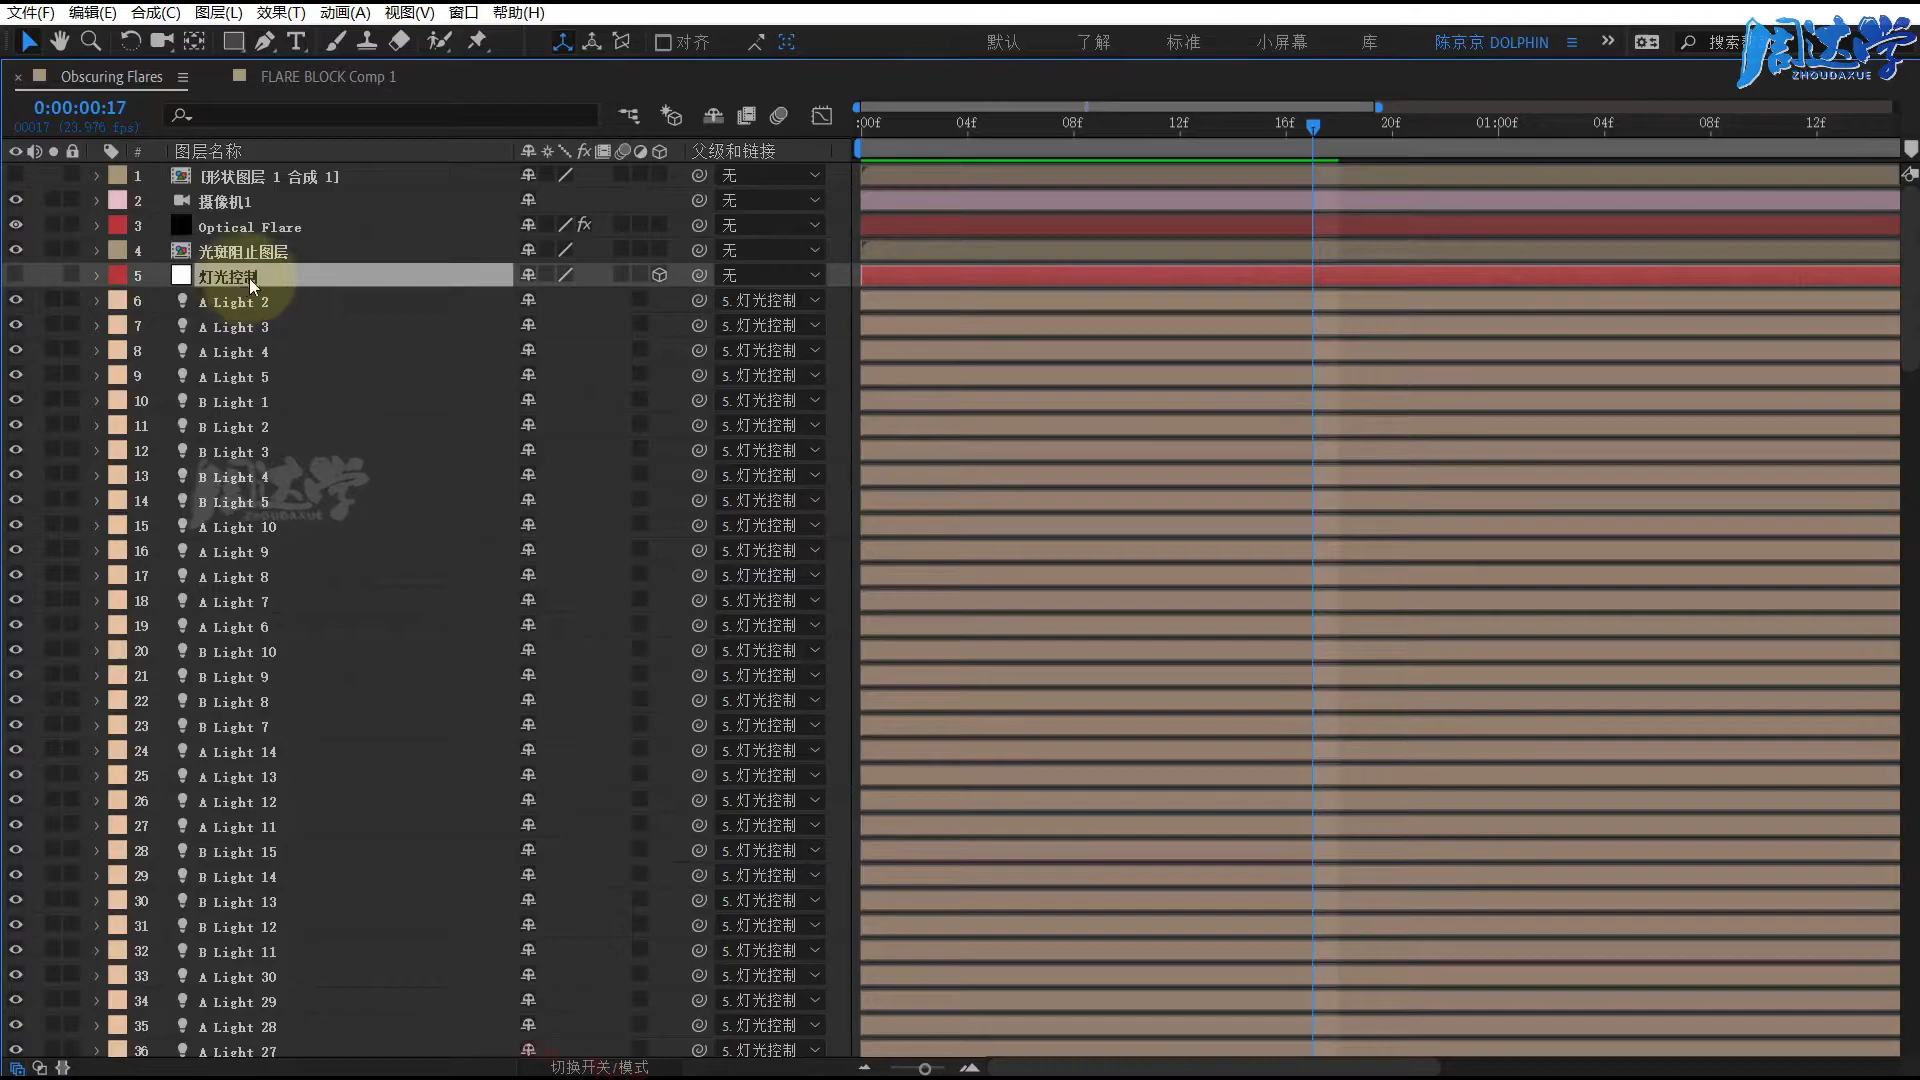 文件(F) 编辑(E) 合成(C) 图层(L) 效果(T) 动画(A) 视图(V) 窗口 帮助(H)
对齐 默认 了解 标准 小屏幕 库 陈京京 DOLPHIN 搜索帮
周达学
ZHOUDAXUE
Obscuring Flares FLARE BLOCK Comp 1
0:00:00:17
00017 (23.976 fps)
:00f 04f 08f 12f 16f 20f 01:00f 04f 08f 12f
# 图层名称 fx 父级和链接
1 [形状图层 1 合成 1] 无
2 摄像机1 无
3 Optical Flare fx 无
4 光斑阻止图层 无
5 灯光控制 无
6 A Light 2 5. 灯光控制
7 A Light 3 5. 灯光控制
8 A Light 4 5. 灯光控制
9 A Light 5 5. 灯光控制
10 B Light 1 5. 灯光控制
11 B Light 2 5. 灯光控制
12 B Light 3 5. 灯光控制
13 B Light 4 5. 灯光控制
14 B Light 5 5. 灯光控制
周达学
ZHOUDAXUE
15 A Light 10 5. 灯光控制
16 A Light 9 5. 灯光控制
17 A Light 8 5. 灯光控制
18 A Light 7 5. 灯光控制
19 A Light 6 5. 灯光控制
20 B Light 10 5. 灯光控制
21 B Light 9 5. 灯光控制
22 B Light 8 5. 灯光控制
23 B Light 7 5. 灯光控制
24 A Light 14 5. 灯光控制
25 A Light 13 5. 灯光控制
26 A Light 12 5. 灯光控制
27 A Light 11 5. 灯光控制
28 B Light 15 5. 灯光控制
29 B Light 14 5. 灯光控制
30 B Light 13 5. 灯光控制
31 B Light 12 5. 灯光控制
32 B Light 11 5. 灯光控制
33 A Light 30 5. 灯光控制
34 A Light 29 5. 灯光控制
35 A Light 28 5. 灯光控制
36 A Light 27 5. 灯光控制
切换开关/模式